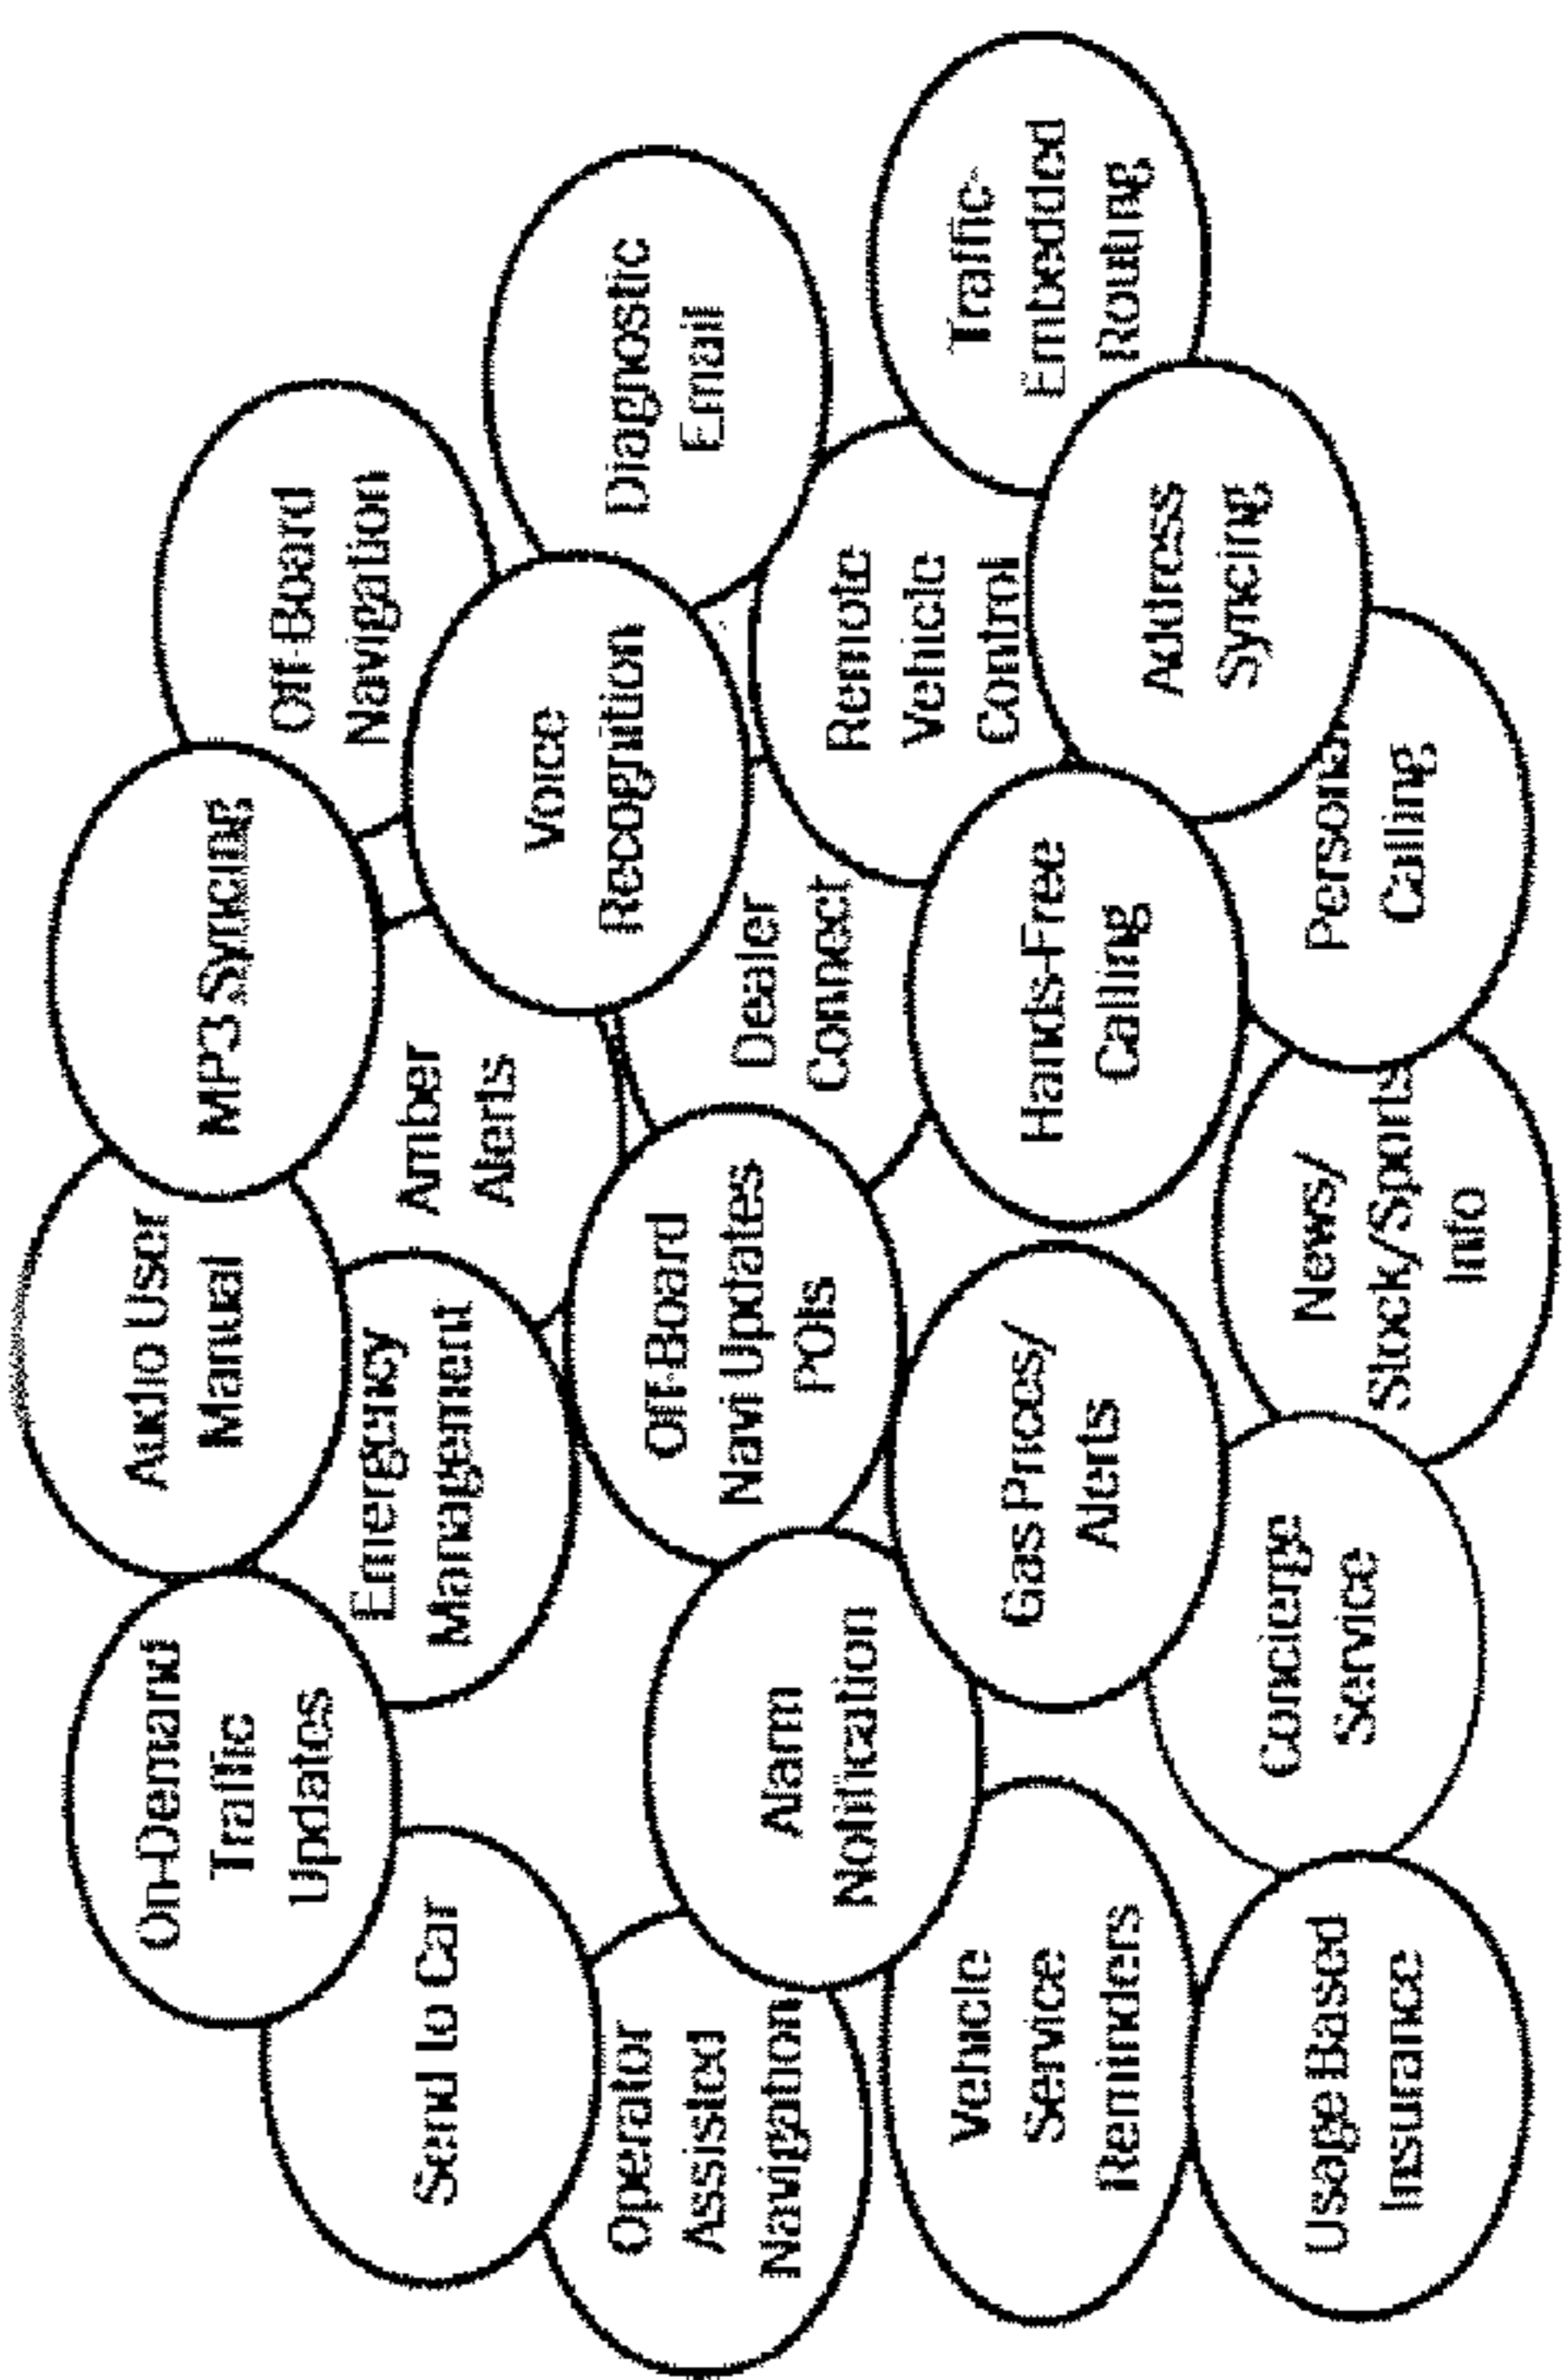 On-Demand
Traffic
Updates
Audio User
Manual
MP3 Syncing
Off-Board
Navigation
Send to Car
Emergency
Management
Amber
Alerts
Voice
Recognition
Diagnostic
Email
Operator
Assisted
Navigation
Alarm
Notification
Off-Board
Navi Updates
POIs
Dealer
Connect
Remote
Vehicle
Control
Traffic-
Embedded
Routing
Vehicle
Service
Reminders
Gas Prices/
Alerts
Hands-Free
Calling
Address
Syncing
Usage Based
Insurance
Concierge
Service
News/
Stock/Sports
Info
Persona
Calling